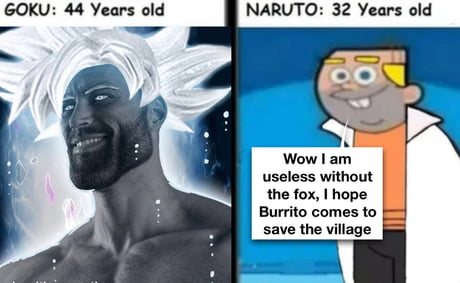 GOKU: 44 Years old
NARUTO: 32 Years old
Wow I am
useless without
the fox, I hope
Burrito comes to
save the village